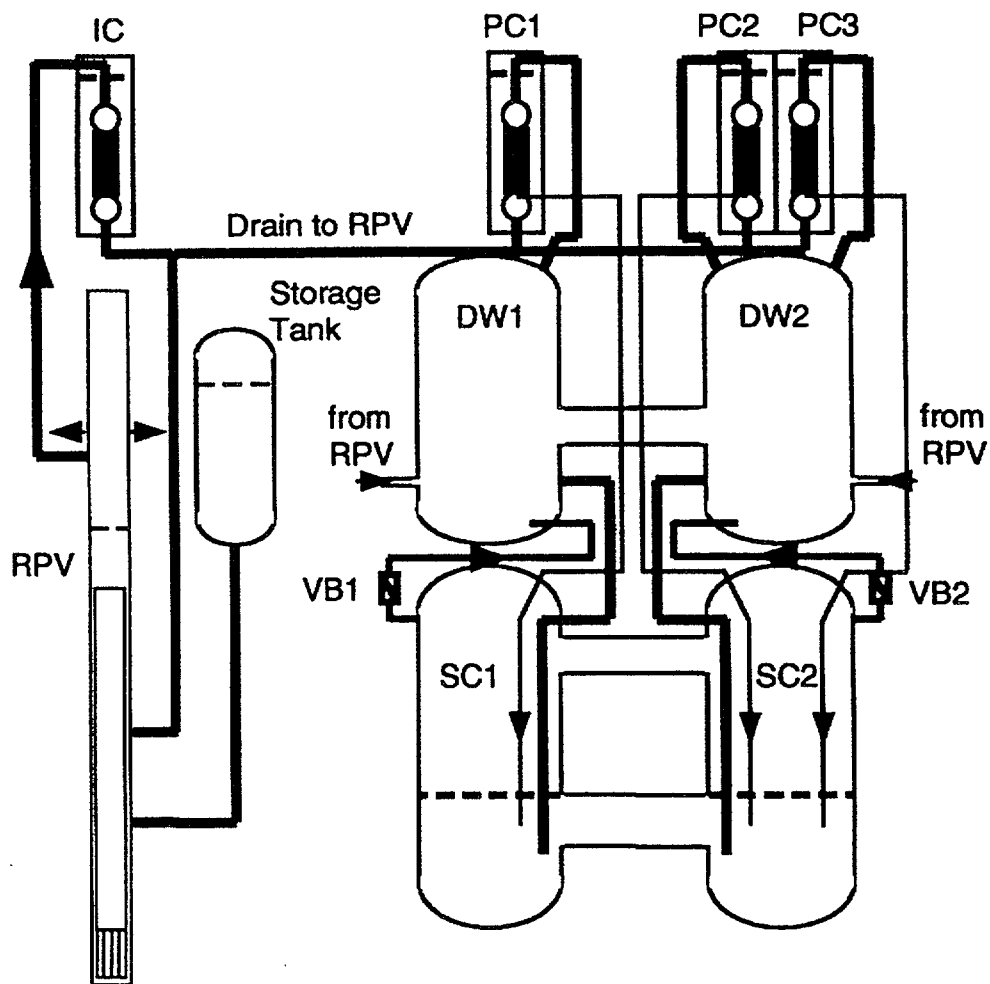 IC
PC1
PC2
PC3
Drain to RPV
Storage
Tank
DW1
DW2
from
RPV
from
RPV
RPV
VB1
VB2
SC1
SC2